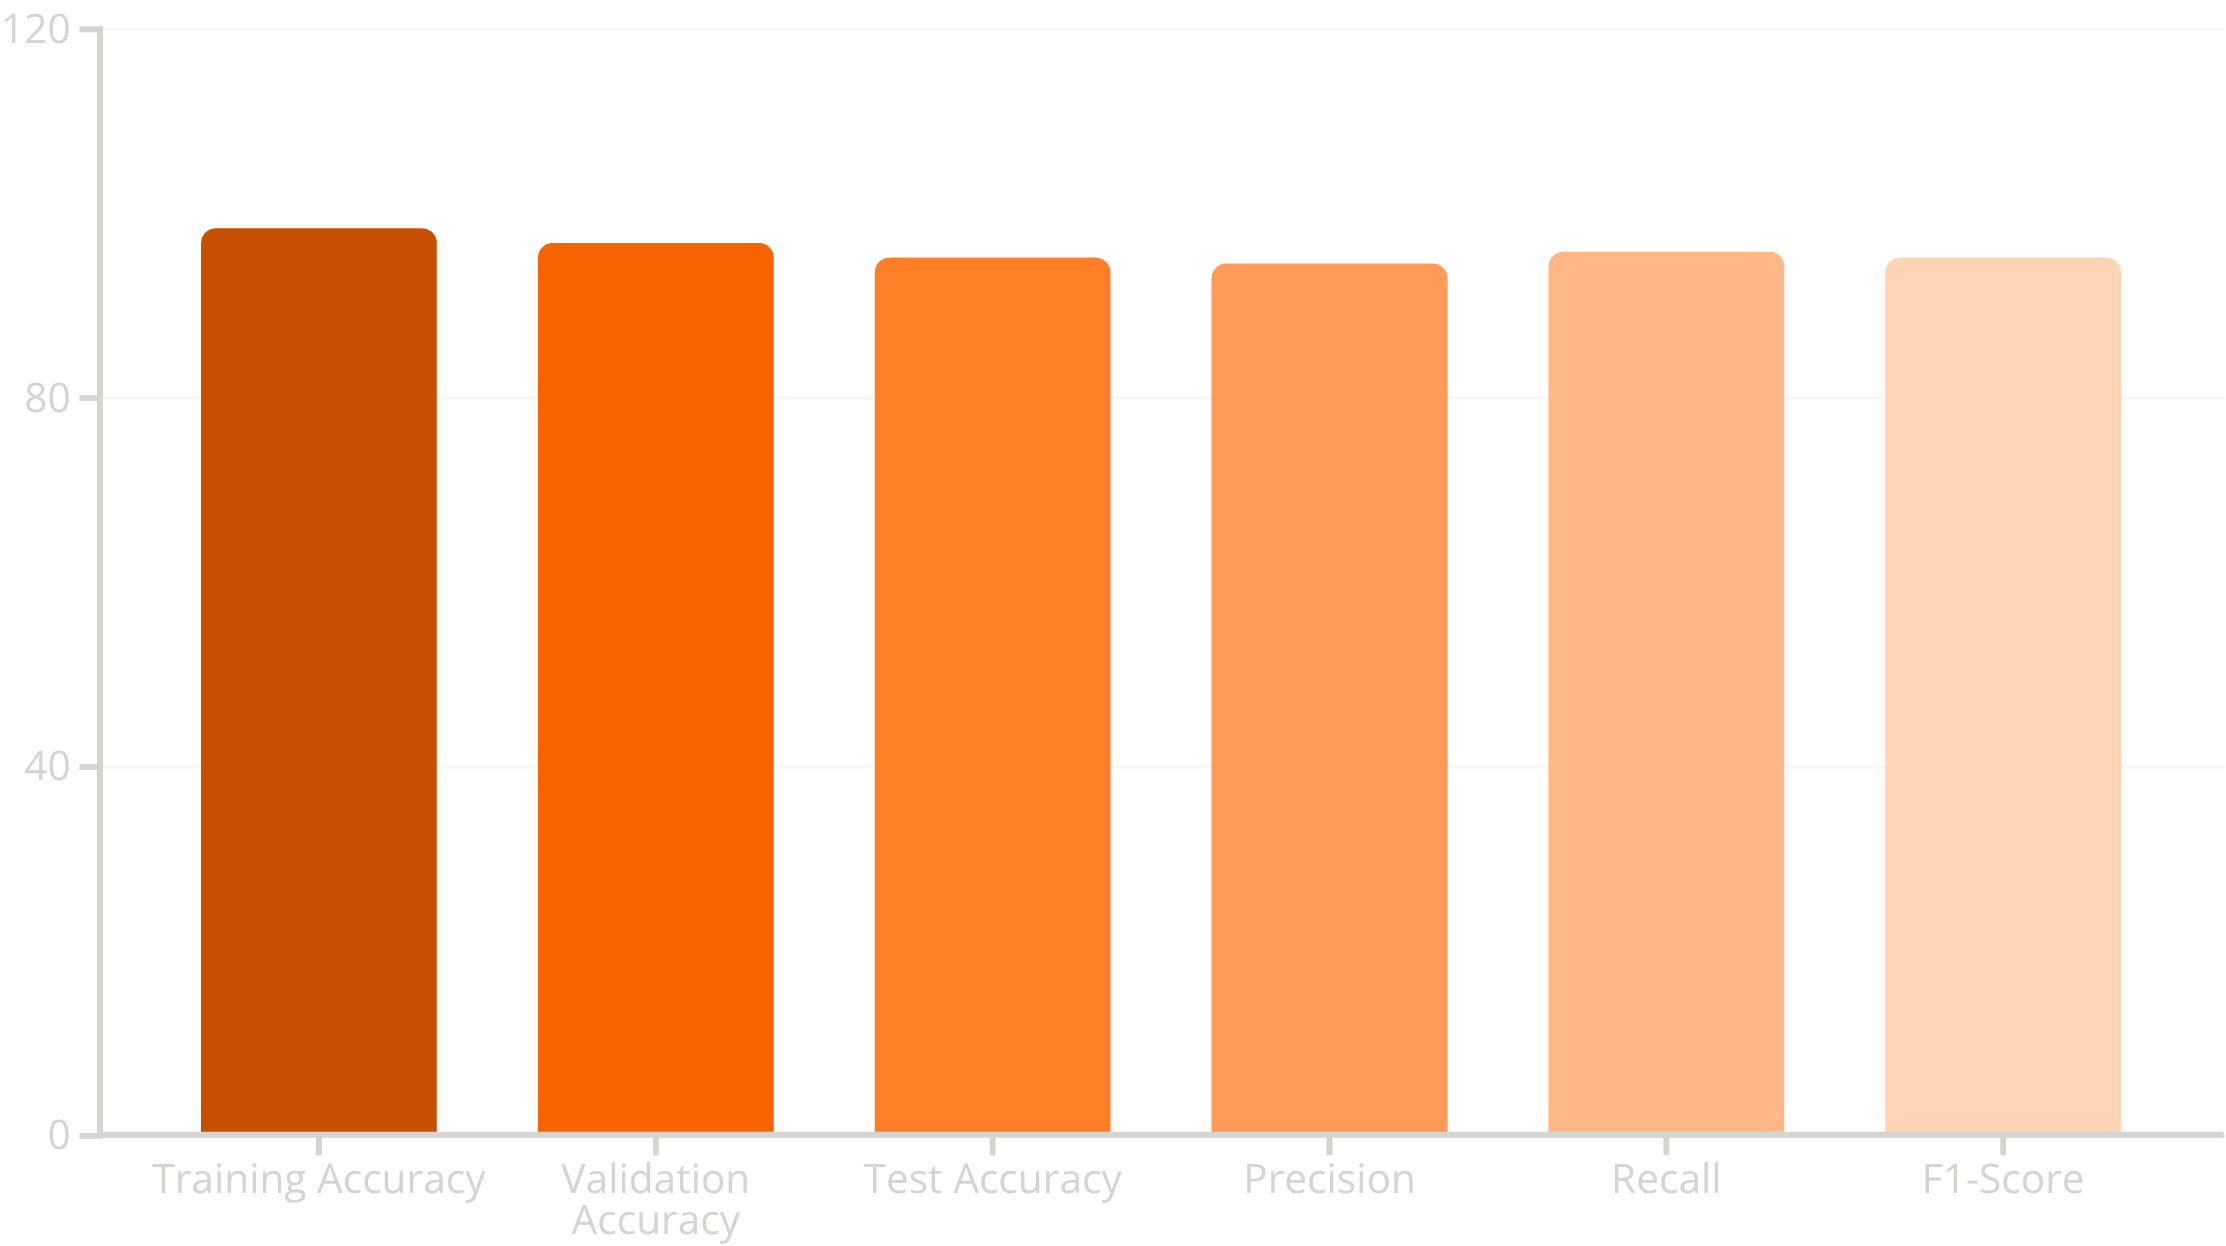 120
80
40
0
Training Accuracy
Validation
Accuracy
Test Accuracy
Precision
Recall
F1-Score